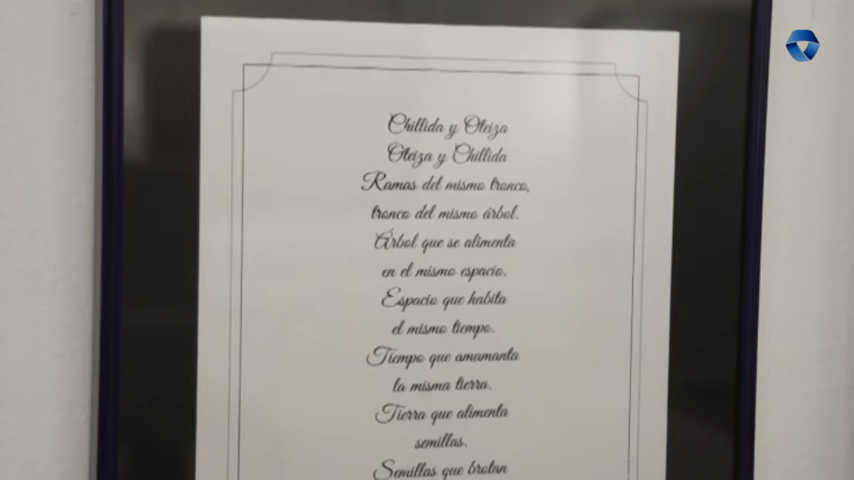 Chillida y Oteiza
Oteiza y Chillida
Ramas del mismo tronco,
tronco del mismo árbol.
Árbol que se alimenta
en el mismo espacio.
Espacio que habita
el mismo tiempo.
Tiempo que amamanta
la misma tierra.
Tierra que alimenta
semillas.
Semillas que brotan